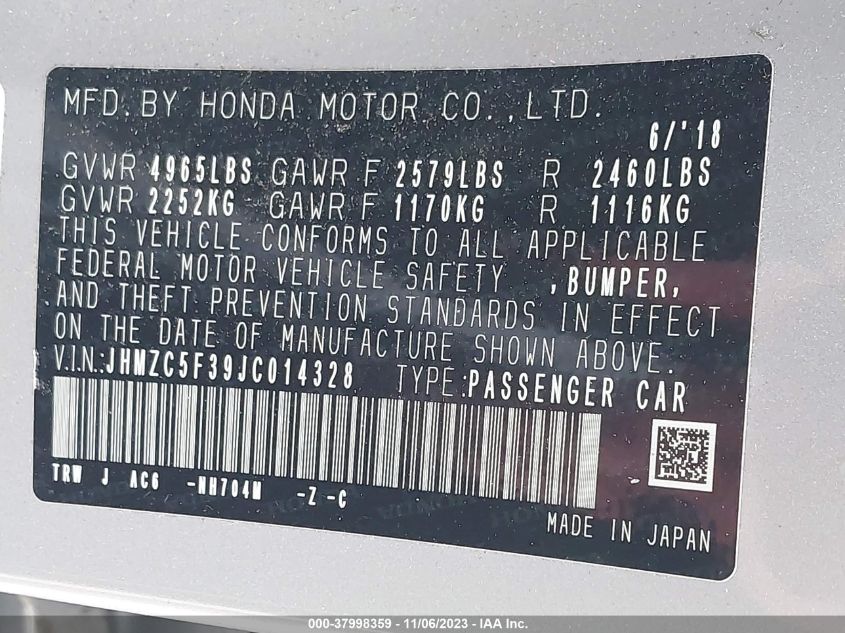 MFD. BY HONDA MOTOR CO., LTD.
6/'18
GVWR 4965LBS GAWR F 2579LBS R 2460LBS
GVWR 2252KG GAWR F 1170KG R 1116KG
THIS VEHICLE CONFORMS TO ALL APPLICABLE
FEDERAL MOTOR VEHICLE SAFETY , BUMPER,
AND THEFT PREVENTION STANDARDS IN EFFECT
ON THE DATE OF MANUFACTURE SHOWN ABOVE.
V.I.N.:JHMZC5F39JC014328 TYPE:PASSENGER CAR
TRW J AC6 -NH704M -Z -C
MADE IN JAPAN
000-37998359 - 11/06/2023 - IAA Inc.